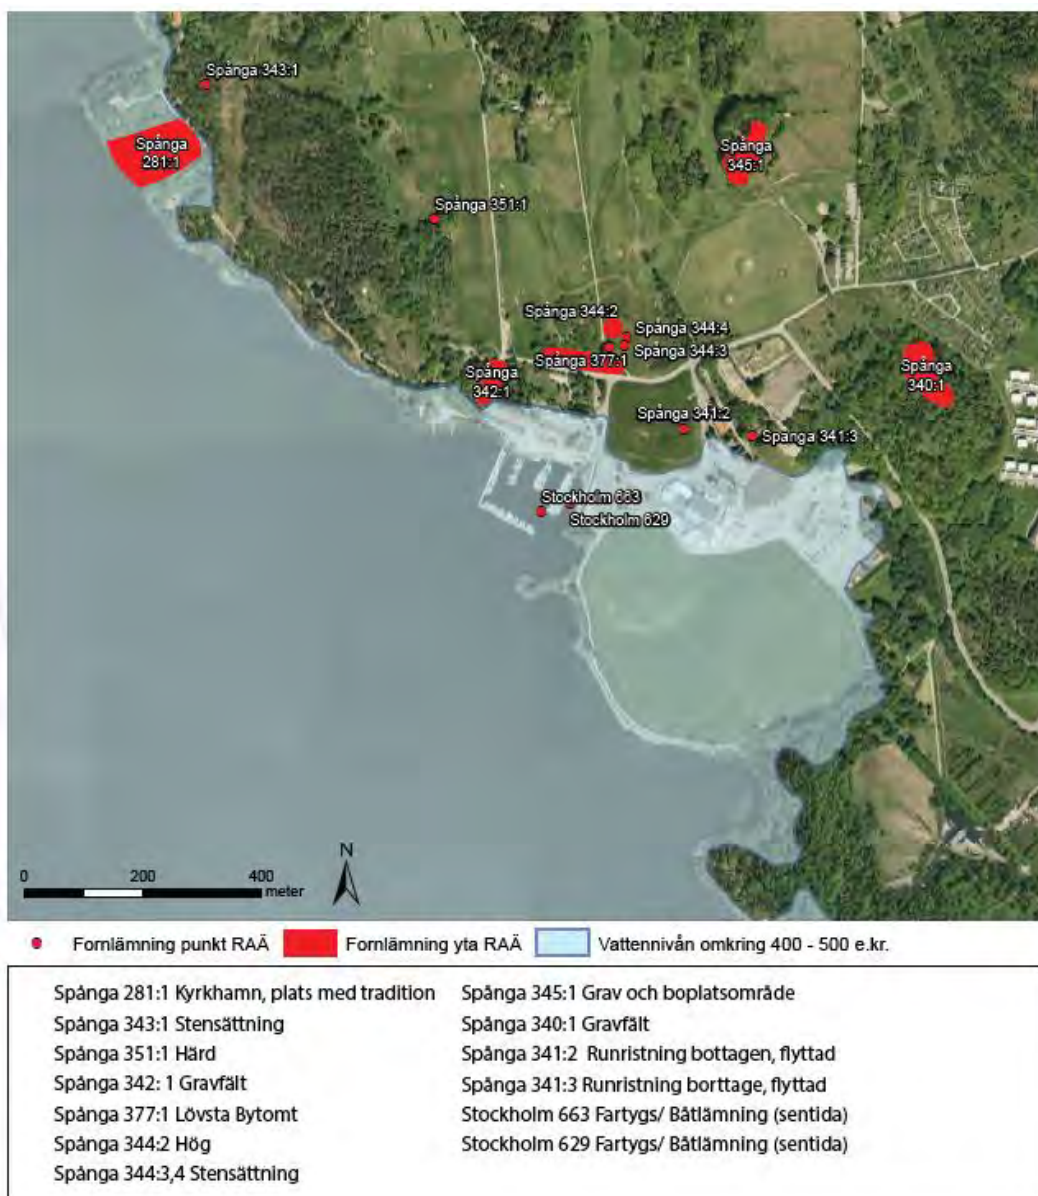 Spånga 343:1
Spånga
281:1
Spånga
345:1
Spånga 351:1
Spånga 344:2
Spånga 344:4
Spånga 344:3
Spånga 377:1
Spånga
342:1
Spånga
340:1
Spånga 341:2
Spånga 341:3
Stockholm 663
Stockholm 629
N
0 200 400
meter
Fornlämning punkt RAÄ Fornlämning yta RAÄ Vattennivån omkring 400 - 500 e.kr.
Spånga 281:1 Kyrkhamn, plats med tradition
Spånga 343:1 Stensättning
Spånga 351:1 Härd
Spånga 342: 1 Gravfält
Spånga 377:1 Lövsta Bytomt
Spånga 344:2 Hög
Spånga 344:3,4 Stensättning
Spånga 345:1 Grav och boplatsområde
Spånga 340:1 Gravfält
Spånga 341:2 Runristning bottagen, flyttad
Spånga 341:3 Runristning borttage, flyttad
Stockholm 663 Fartygs/ Båtlämning (sentida)
Stockholm 629 Fartygs/ Båtlämning (sentida)